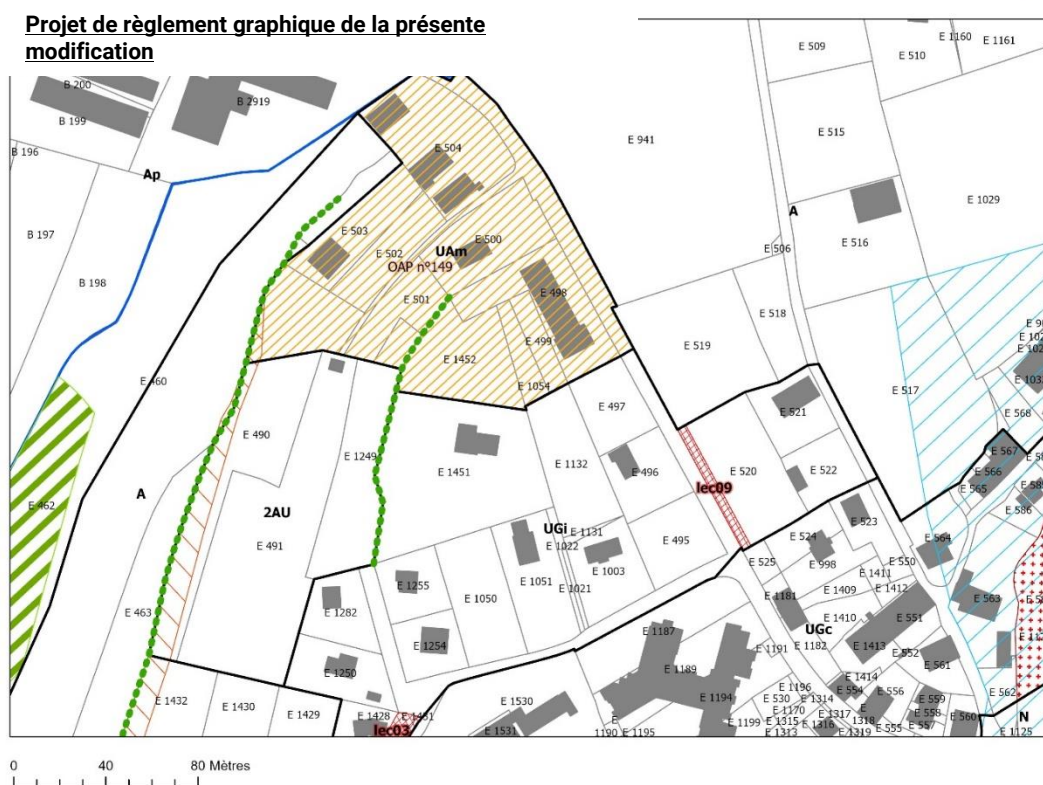 Projet de règlement graphique de la présente
modification
E 509
E 510
E 1160
E 1161
B 200
B 2919
B 199
B 196
E 941
E 515
E 504
Ap
E 1029
A
E 516
E 506
B 197
E 503
E 502
UAm
E 500
OAP n°149
B 198
E 501
E 498
E 518
E 499
E 519
E 517
E 1452
E 460
E 1054
E 568
E 497
E 521
E 490
E 1249
E 1451
E 1132
E 496
E 520
E 522
E 567
E 566
E 565
E 462
A
lec09
2AU
E 586
E 491
UGi
E 1131
E 1022
E 495
E 523
E 524
E 564
E 525
E 998
E 550
E 1411
E 1255
E 1051
E 1003
E 1021
E 1050
E 1409
E 1412
E 463
E 1282
E 1181
E 563
E 1410
E 551
UGc
E 1187
E 1254
E 1182
E 1413
E 1191
E 552
E 561
E 1250
E 1189
E 1414
E 1432
E 1430
E 1429
E 1428
E 1431
E 1530
E 1194
E 1196
E 530
E 1314
E 554
E 556
E 559
E 562
E 1170
E 1317
E 558
E 560
N
lec03
E 1531
1190
E 1195
E 1199
E 1315
E 1316
E
1318
E 555
E 557
E 1313
E 1319
E 1125
0 40 80 Mètres